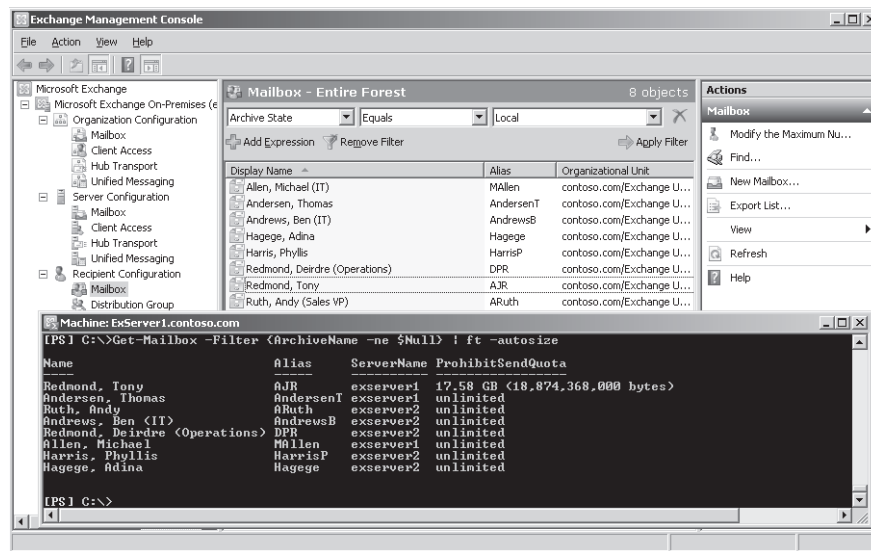 Exchange Management Console
File Action View Help
Microsoft Exchange
Microsoft Exchange On-Premises (e
Organization Configuration
Mailbox
Client Access
Hub Transport
Unified Messaging
Server Configuration
Mailbox
Client Access
Hub Transport
Unified Messaging
Recipient Configuration
Mailbox
Distribution Group
Mailbox - Entire Forest 8 objects
Archive State Equals Local
Add Expression Remove Filter Apply Filter
Display Name Alias Organizational Unit
Allen, Michael (IT) MAllen contoso.com/Exchange U...
Andersen, Thomas AndersenT contoso.com/Exchange U...
Andrews, Ben (IT) AndrewsB contoso.com/Exchange U...
Hagege, Adina Hagege contoso.com/Exchange U...
Harris, Phyllis HarrisP contoso.com/Exchange U...
Redmond, Deirdre (Operations) DPR contoso.com/Exchange U...
Redmond, Tony AJR contoso.com/Exchange U...
Ruth, Andy (Sales VP) ARuth contoso.com/Exchange U...
Actions
Mailbox
Modify the Maximum Nu...
Find...
New Mailbox...
Export List...
View
Refresh
Help
Machine: ExServer1.contoso.com
[PS] C:\>Get-Mailbox -Filter {ArchiveName -ne $Null} | ft -autosize
Name Alias ServerName ProhibitSendQuota
---- ----- ---------- -----------------
Redmond, Tony AJR exserver1 17.58 GB (18,874,368,000 bytes)
Andersen, Thomas AndersenT exserver1 unlimited
Ruth, Andy ARuth exserver2 unlimited
Andrews, Ben (IT) AndrewsB exserver2 unlimited
Redmond, Deirdre (Operations) DPR exserver2 unlimited
Allen, Michael MAllen exserver1 unlimited
Harris, Phyllis HarrisP exserver2 unlimited
Hagege, Adina Hagege exserver2 unlimited
[PS] C:\>